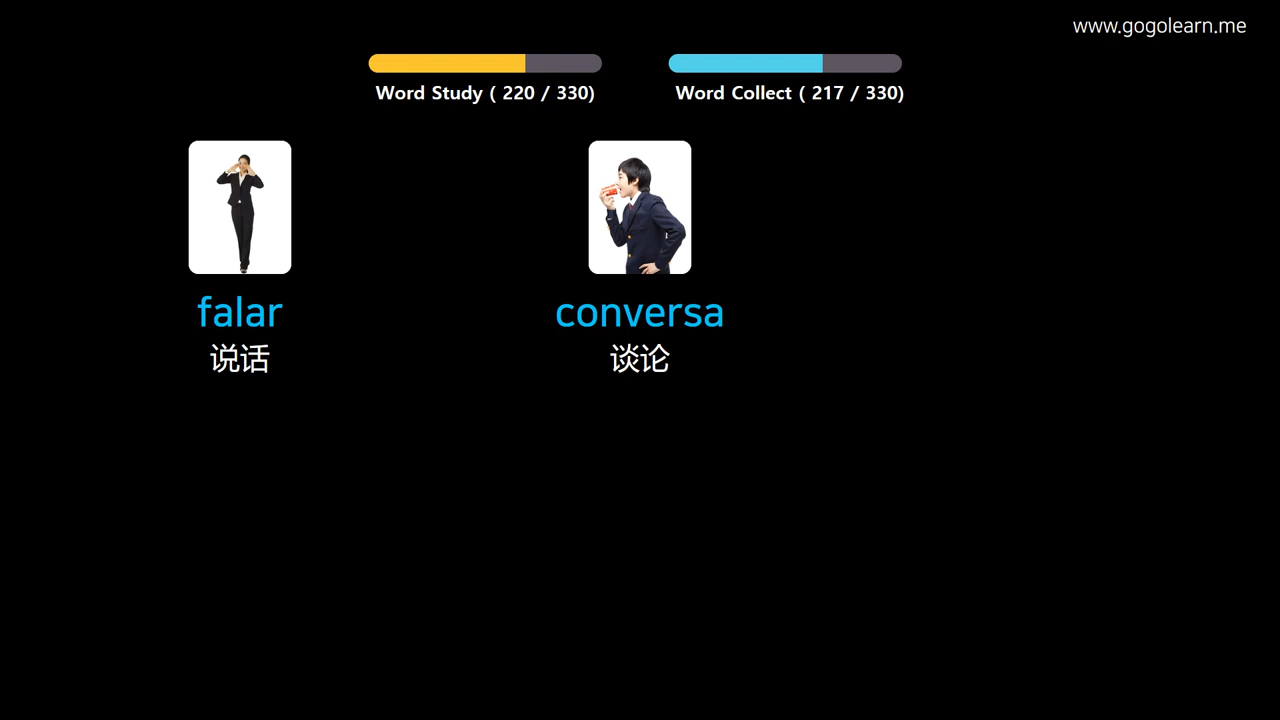 www.gogolearn.me
Word Study ( 220 / 330)
Word Collect ( 217 / 330)
falar
说话
conversa
谈论